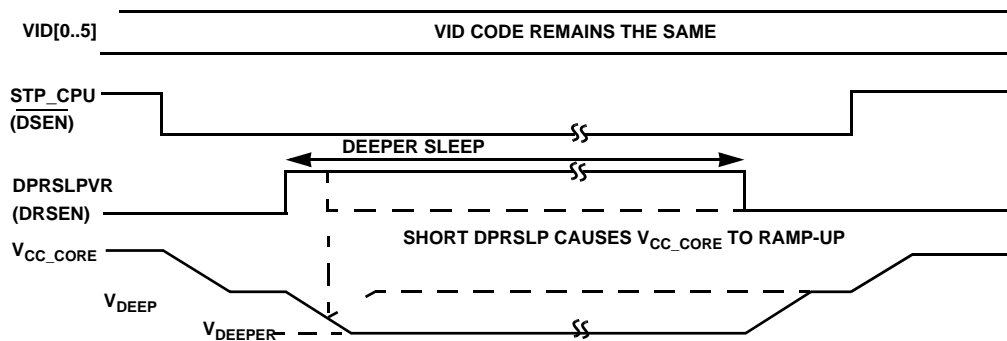 VID[0..5]
VID CODE REMAINS THE SAME
STP_CPU
(DSEN)
DEEPER SLEEP
DPRSLPVR
(DRSEN)
SHORT DPRSLP CAUSES VCC_CORE TO RAMP-UP
VCC_CORE
VDEEP
VDEEPER